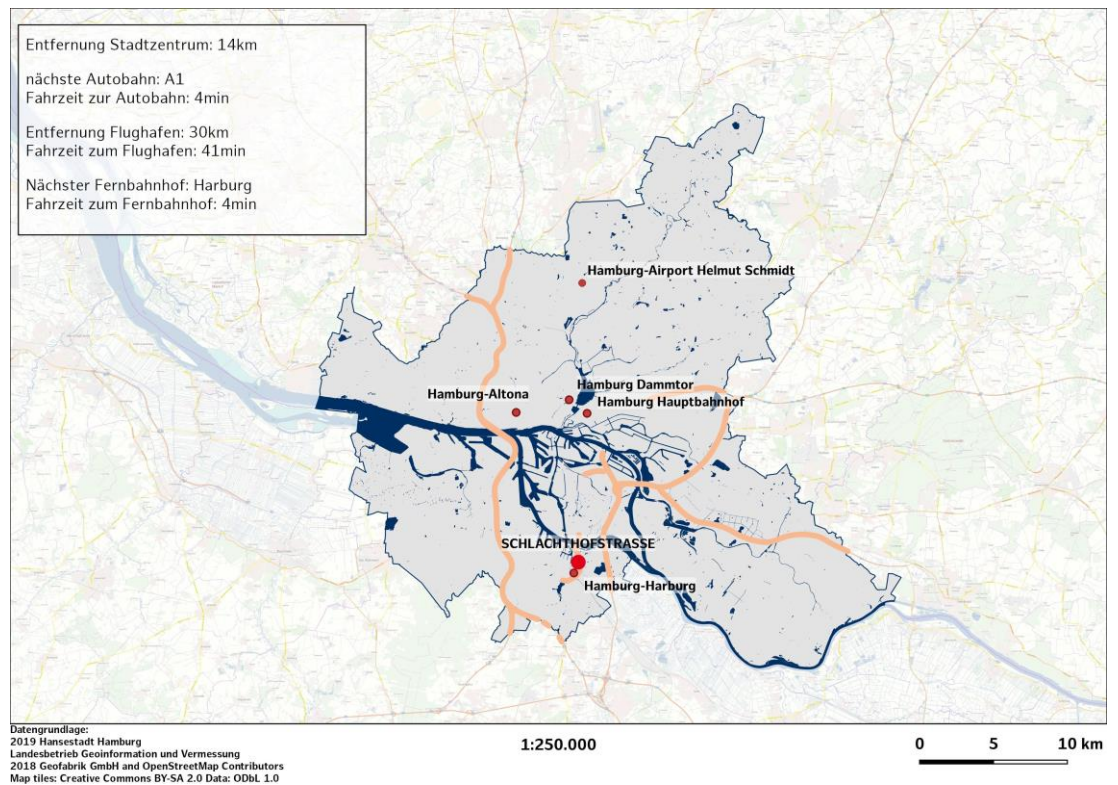 Entfernung Stadtzentrum: 14km
nächste Autobahn: A1
Fahrzeit zur Autobahn: 4min
Entfernung Flughafen: 30km
Fahrzeit zum Flughafen: 41min
Nächster Fernbahnhof: Harburg
Fahrzeit zum Fernbahnhof: 4min
Hamburg-Airport Helmut Schmidt
Hamburg Dammtor
Hamburg-Altona
Hamburg Hauptbahnhof
SCHLACHTHOFSTRASSE
Hamburg-Harburg
Datengrundlage:
2019 Hansestadt Hamburg
Landesbetrieb Geoinformation und Vermessung
2018 Geofabrik GmbH and OpenStreetMap Contributors
Map tiles: Creative Commons BY-SA 2.0 Data: ODbL 1.0
1:250.000
0 5 10 km